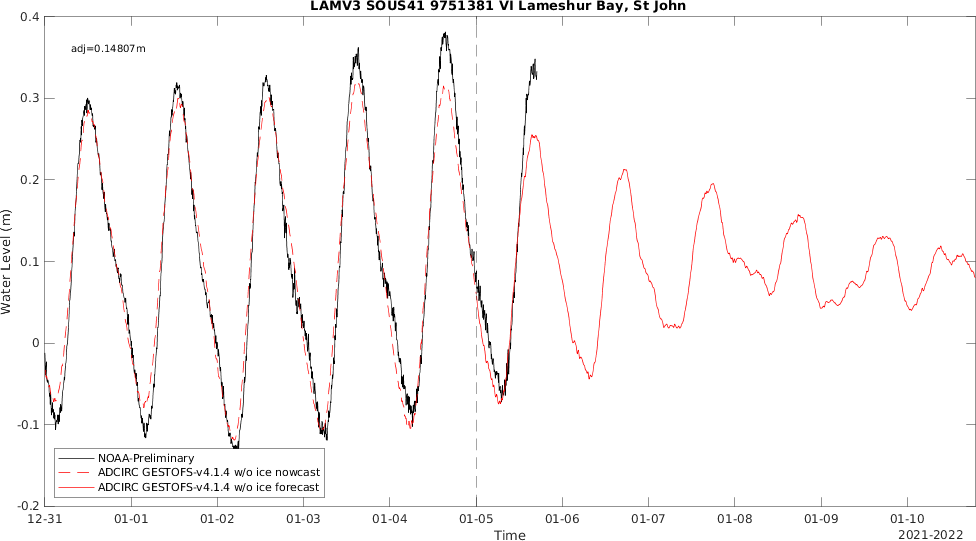 LAMV3 SOUS41 9751381 VI Lameshur Bay, St John
adj=0.14807m
Water Level (m)
0.4
0.3
0.2
0.1
0
-0.1
-0.2
NOAA-Preliminary
ADCIRC GESTOFS-v4.1.4 w/o ice nowcast
ADCIRC GESTOFS-v4.1.4 w/o ice forecast
12-31 01-01 01-02 01-03 01-04 01-05 01-06 01-07 01-08 01-09 01-10
Time
2021-2022